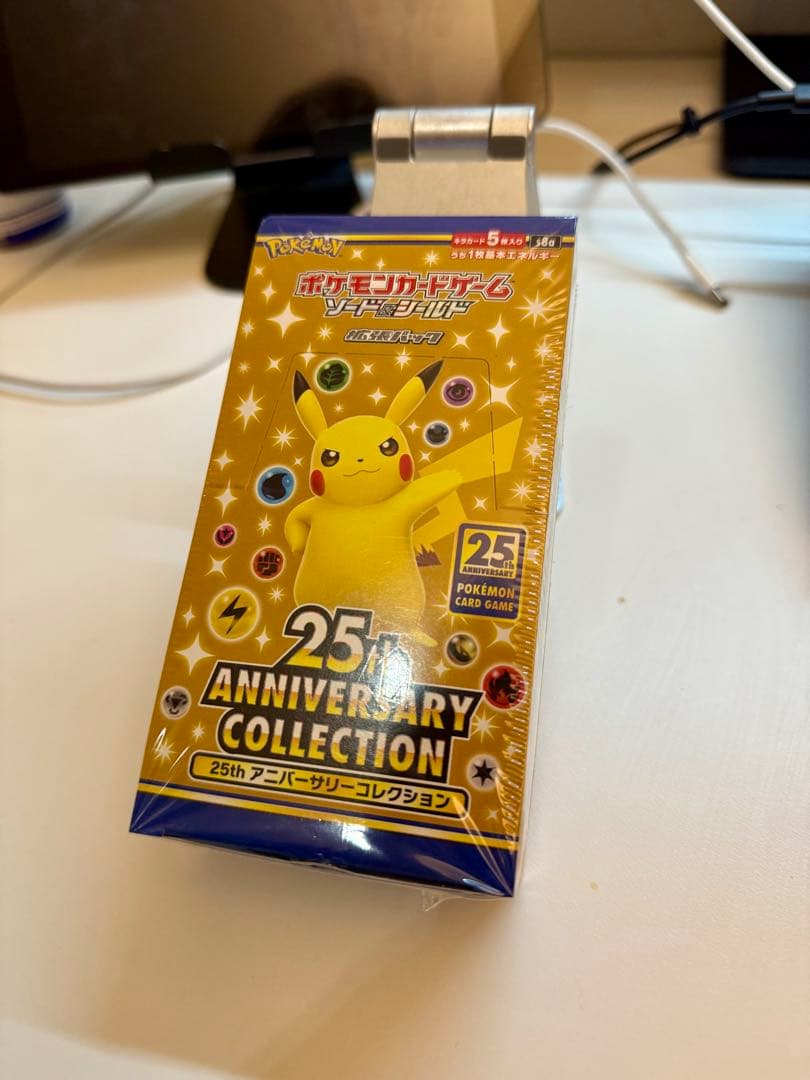 POKéMON
キラカード5枚入り
s8a
うち1枚基本エネルギー
ポケモンカードゲーム
ソード&シールド
拡張パック
25th
ANNIVERSARY
POKÉMON
CARD GAME
25th
ANNIVERSARY
COLLECTION
25th アニバーサリーコレクション